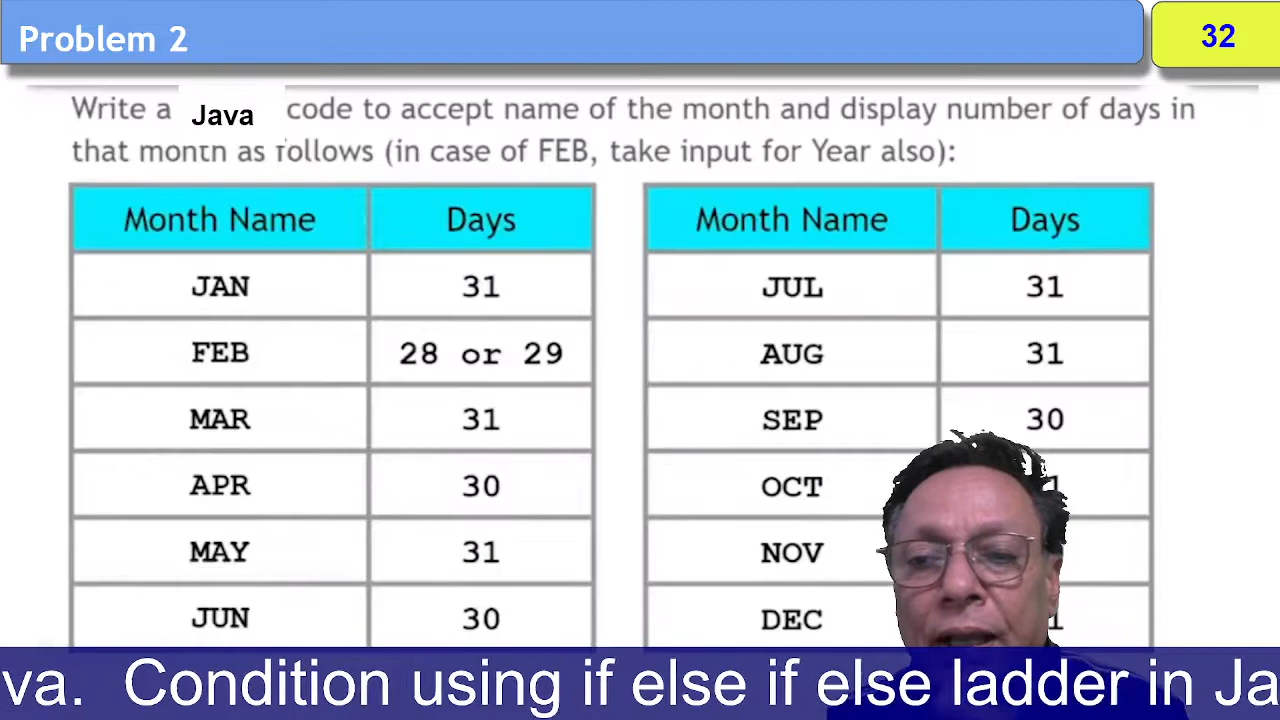 Problem 2
32
Write a Java code to accept name of the month and display number of days in
that month as follows (in case of FEB, take input for Year also):
Month Name Days Month Name Days
JAN 31 JUL 31
FEB 28 or 29 AUG 31
MAR 31 SEP 30
APR 30 OCT
MAY 31 NOV
JUN 30 DEC
va. Condition using if else if else ladder in Ja